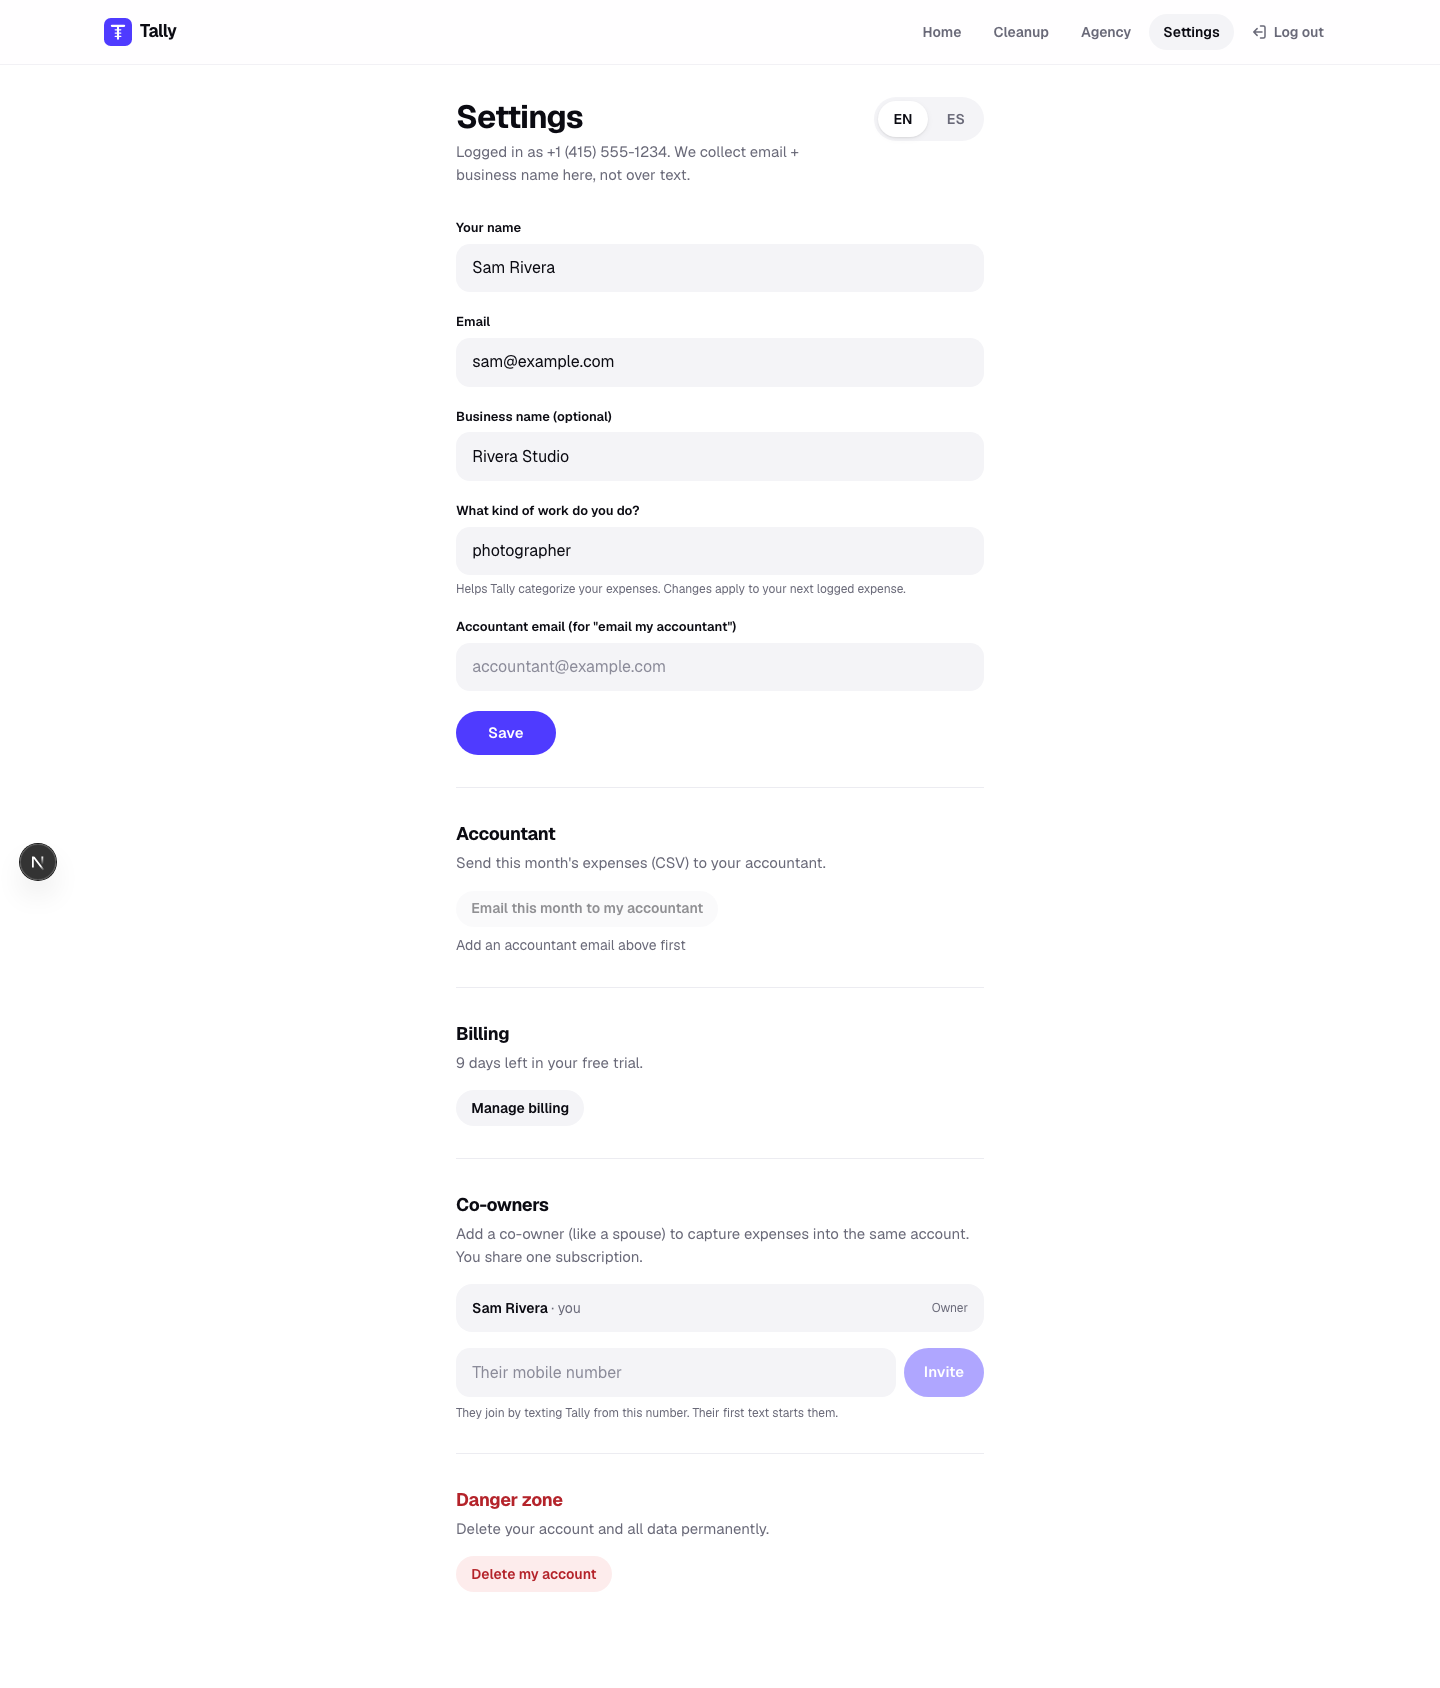 Tally
Home
Cleanup
Agency
Settings
Log out
Settings
EN
ES
Logged in as +1 (415) 555-1234. We collect email +
business name here, not over text.
Your name
Sam Rivera
Email
sam@example.com
Business name (optional)
Rivera Studio
What kind of work do you do?
photographer
Helps Tally categorize your expenses. Changes apply to your next logged expense.
Accountant email (for "email my accountant")
accountant@example.com
Save
Accountant
Send this month's expenses (CSV) to your accountant.
Email this month to my accountant
Add an accountant email above first
Billing
9 days left in your free trial.
Manage billing
Co-owners
Add a co-owner (like a spouse) to capture expenses into the same account.
You share one subscription.
Sam Rivera · you
Owner
Their mobile number
Invite
They join by texting Tally from this number. Their first text starts them.
Danger zone
Delete your account and all data permanently.
Delete my account
N